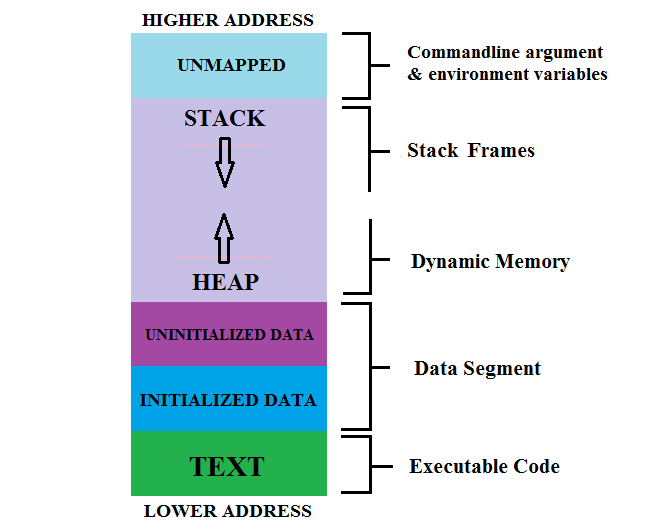 HIGHER ADDRESS
UNMAPPED
Commandline argument
& environment variables
STACK
Stack Frames
HEAP
Dynamic Memory
UNINITIALIZED DATA
INITIALIZED DATA
Data Segment
TEXT
Executable Code
LOWER ADDRESS